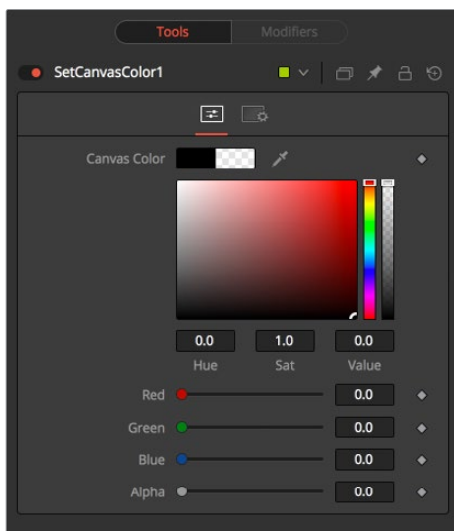 Tools Modifiers
SetCanvasColor1
Canvas Color
0.0 1.0 0.0
Hue Sat Value
Red 0.0
Green 0.0
Blue 0.0
Alpha 0.0